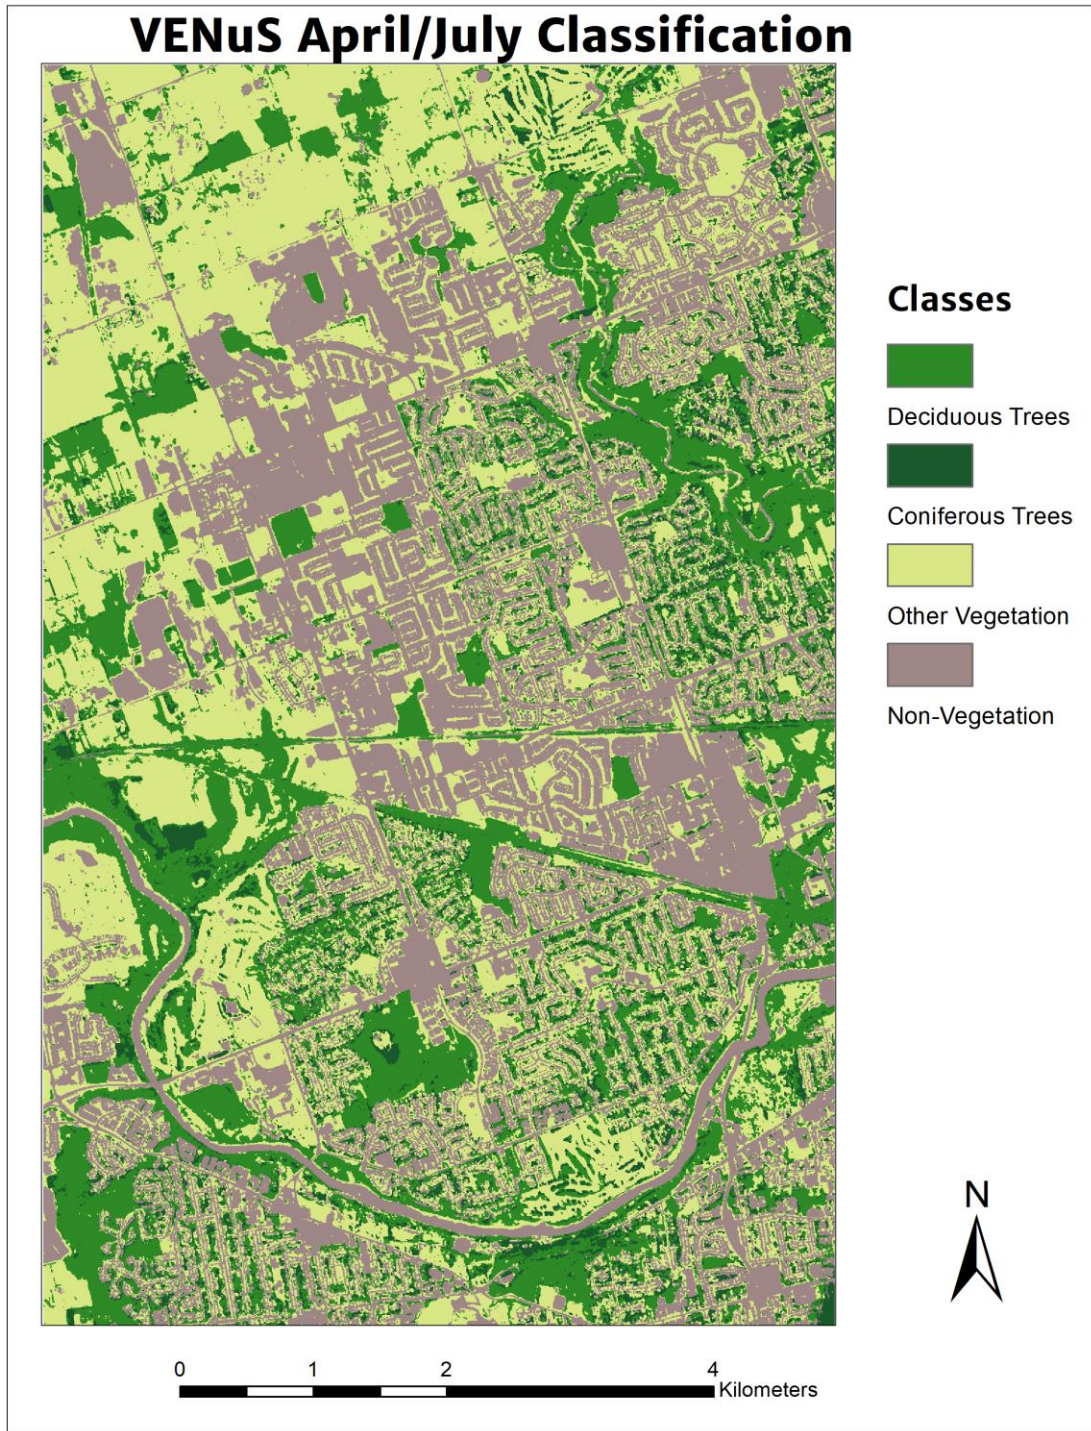 VENuS April/July Classification
Classes
Deciduous Trees
Coniferous Trees
Other Vegetation
Non-Vegetation
N
0 1 2 4
Kilometers